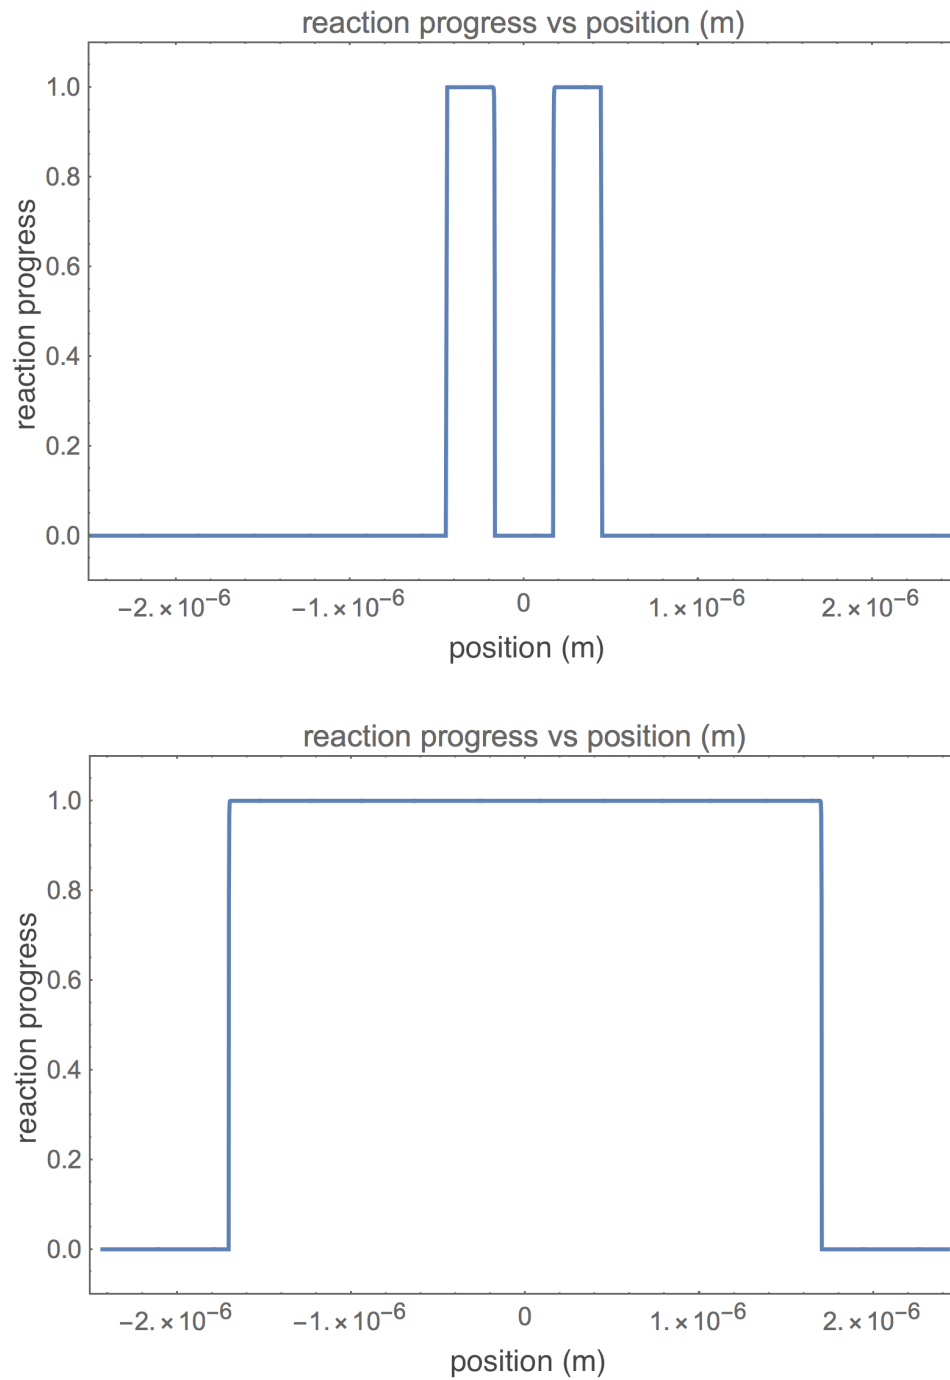 reaction progress vs position (m)
1.0
0.8
0.6
0.4
0.2
0.0
reaction progress
−2.×10⁻⁶ −1.×10⁻⁶ 0 1.×10⁻⁶ 2.×10⁻⁶
position (m)
reaction progress vs position (m)
1.0
0.8
0.6
0.4
0.2
0.0
reaction progress
−2.×10⁻⁶ −1.×10⁻⁶ 0 1.×10⁻⁶ 2.×10⁻⁶
position (m)